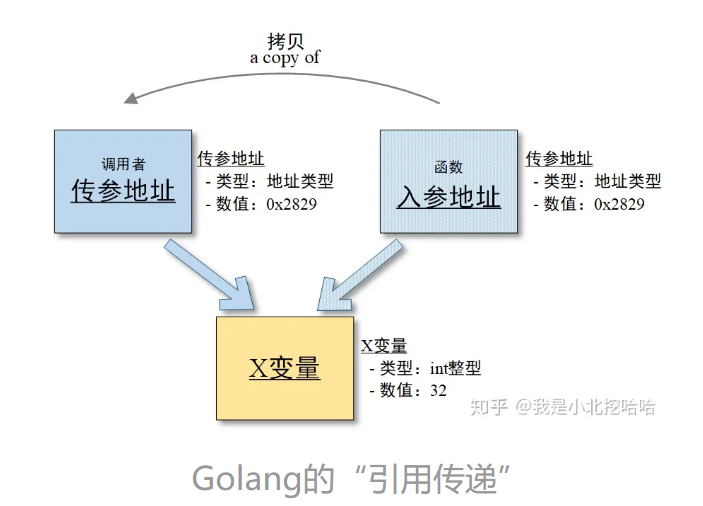 拷贝
a copy of
调用者
传参地址
传参地址
- 类型：地址类型
- 数值：0x2829
函数
入参地址
传参地址
- 类型：地址类型
- 数值：0x2829
X变量
X变量
- 类型：int整型
- 数值：32
知乎 @我是小北挖哈哈
Golang的“引用传递”